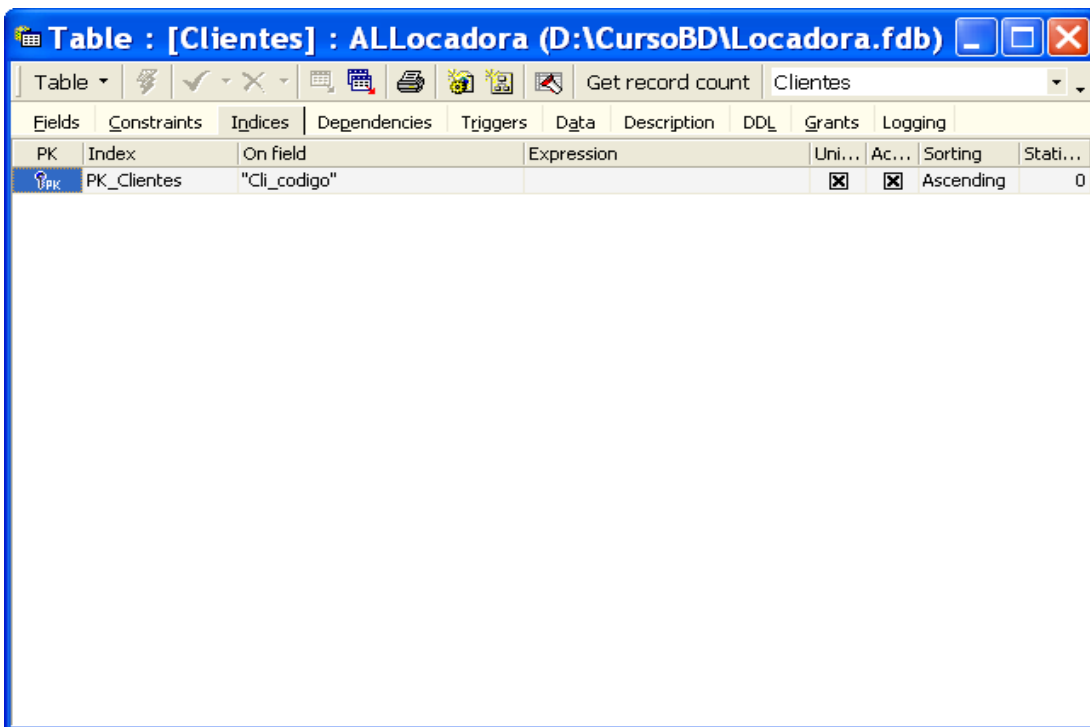 Table : [Clientes] : ALLocadora (D:\CursoBD\Locadora.fdb)
Table Get record count Clientes
Fields Constraints Indices Dependencies Triggers Data Description DDL Grants Logging
PK Index On field Expression Uni... Ac... Sorting Stati...
PK PK_Clientes "Cli_codigo" Ascending 0